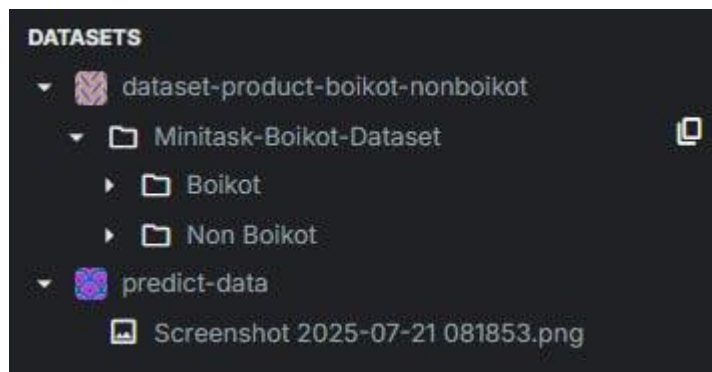 DATASETS
dataset-product-boikot-nonboikot
Minitask-Boikot-Dataset
Boikot
Non Boikot
predict-data
Screenshot 2025-07-21 081853.png